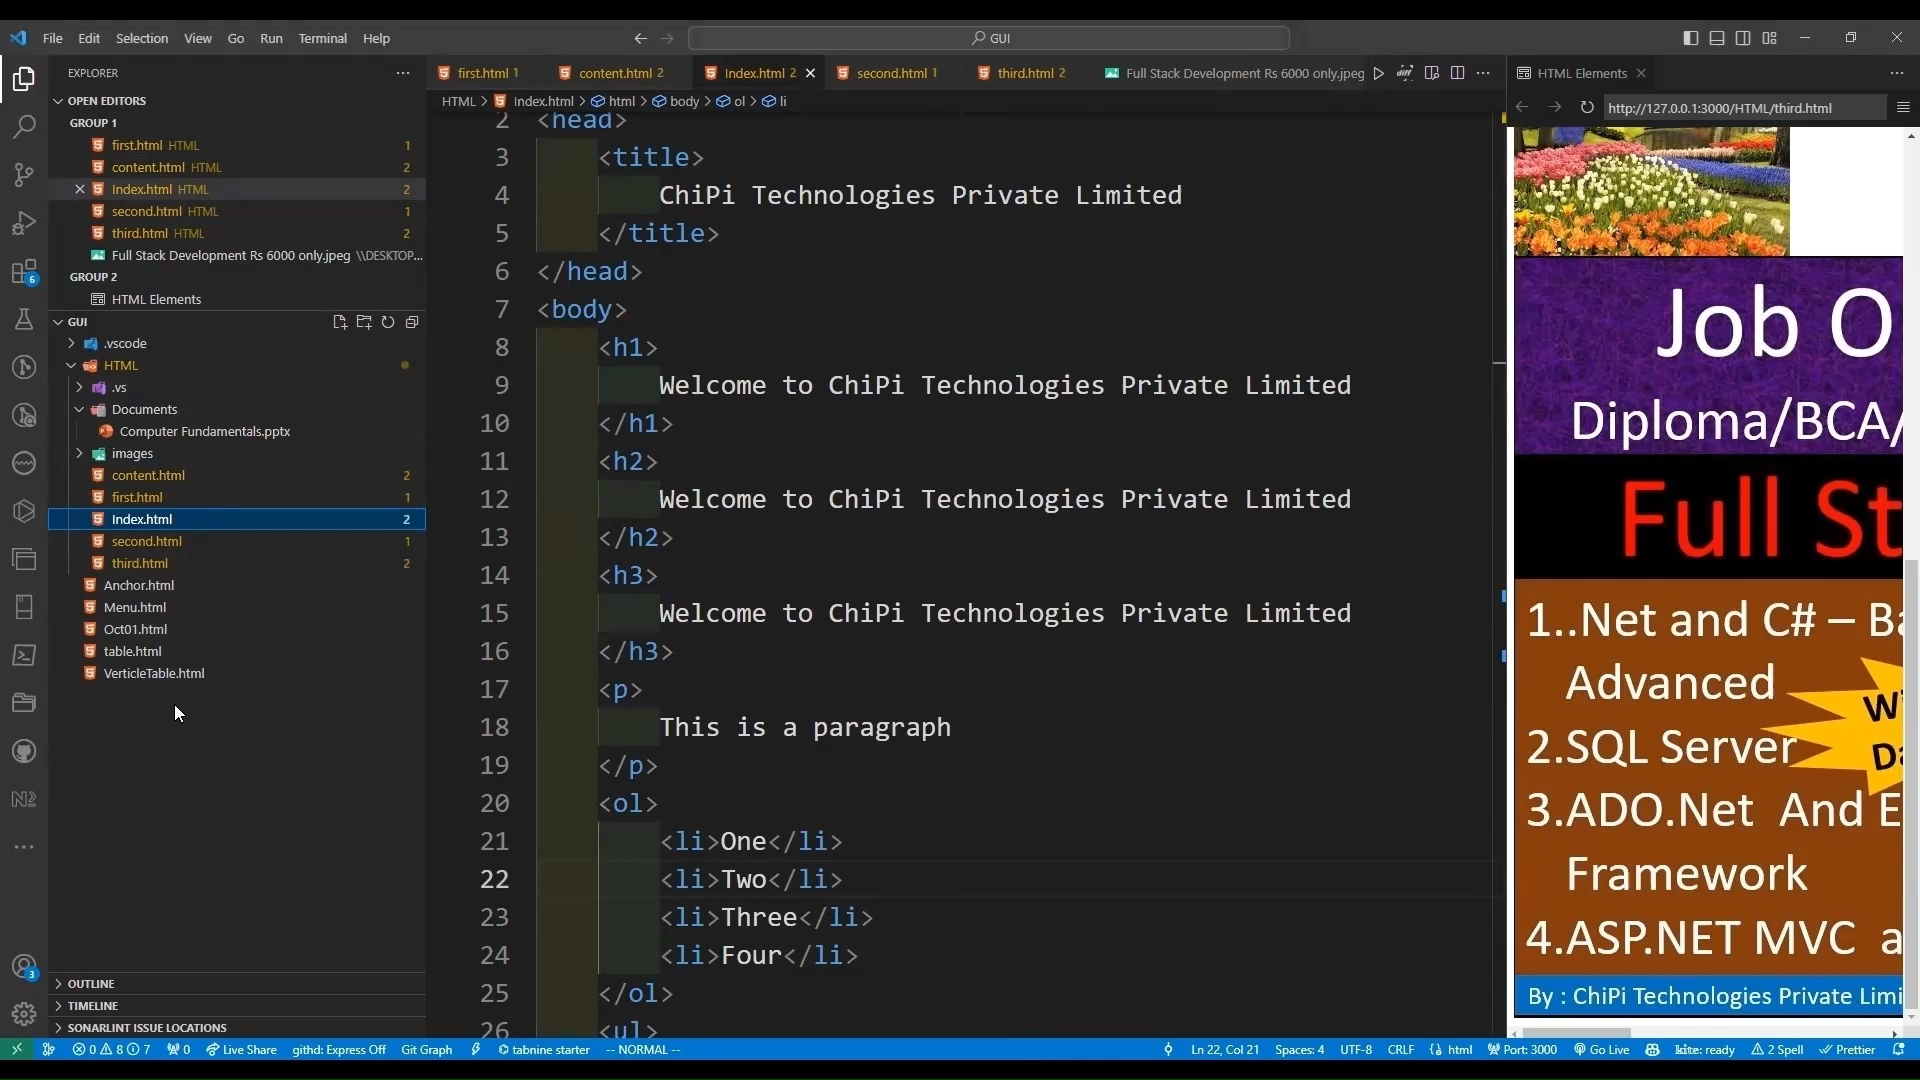 File Edit Selection View Go Run Terminal Help
GUI
EXPLORER
OPEN EDITORS
GROUP 1
first.html HTML 1
content.html HTML 2
Index.html HTML 2
second.html HTML 1
third.html HTML 2
Full Stack Development Rs 6000 only.jpeg \\DESKTOP...
GROUP 2
HTML Elements
GUI
.vscode
HTML
.vs
Documents
Computer Fundamentals.pptx
images
content.html 2
first.html 1
Index.html 2
second.html 1
third.html 2
Anchor.html
Menu.html
Oct01.html
table.html
VerticleTable.html
OUTLINE
TIMELINE
SONARLINT ISSUE LOCATIONS
6
3
first.html 1 content.html 2 Index.html 2 second.html 1 third.html 2 Full Stack Development Rs 6000 only.jpeg
HTML > Index.html > html > body > ol > li
2 <head>
3 <title>
4 ChiPi Technologies Private Limited
5 </title>
6 </head>
7 <body>
8 <h1>
9 Welcome to ChiPi Technologies Private Limited
10 </h1>
11 <h2>
12 Welcome to ChiPi Technologies Private Limited
13 </h2>
14 <h3>
15 Welcome to ChiPi Technologies Private Limited
16 </h3>
17 <p>
18 This is a paragraph
19 </p>
20 <ol>
21 <li>One</li>
22 <li>Two</li>
23 <li>Three</li>
24 <li>Four</li>
25 </ol>
26 <ul>
HTML Elements
http://127.0.0.1:3000/HTML/third.html
Job O
Diploma/BCA/
Full St
1..Net and C# – Ba
Advanced
2.SQL Server
3.ADO.Net And E
Framework
4.ASP.NET MVC a
By : ChiPi Technologies Private Limi
0 8 7 0 Live Share githd: Express Off Git Graph tabnine starter -- NORMAL -- Ln 22, Col 21 Spaces: 4 UTF-8 CRLF html Port: 3000 Go Live kite: ready 2 Spell Prettier